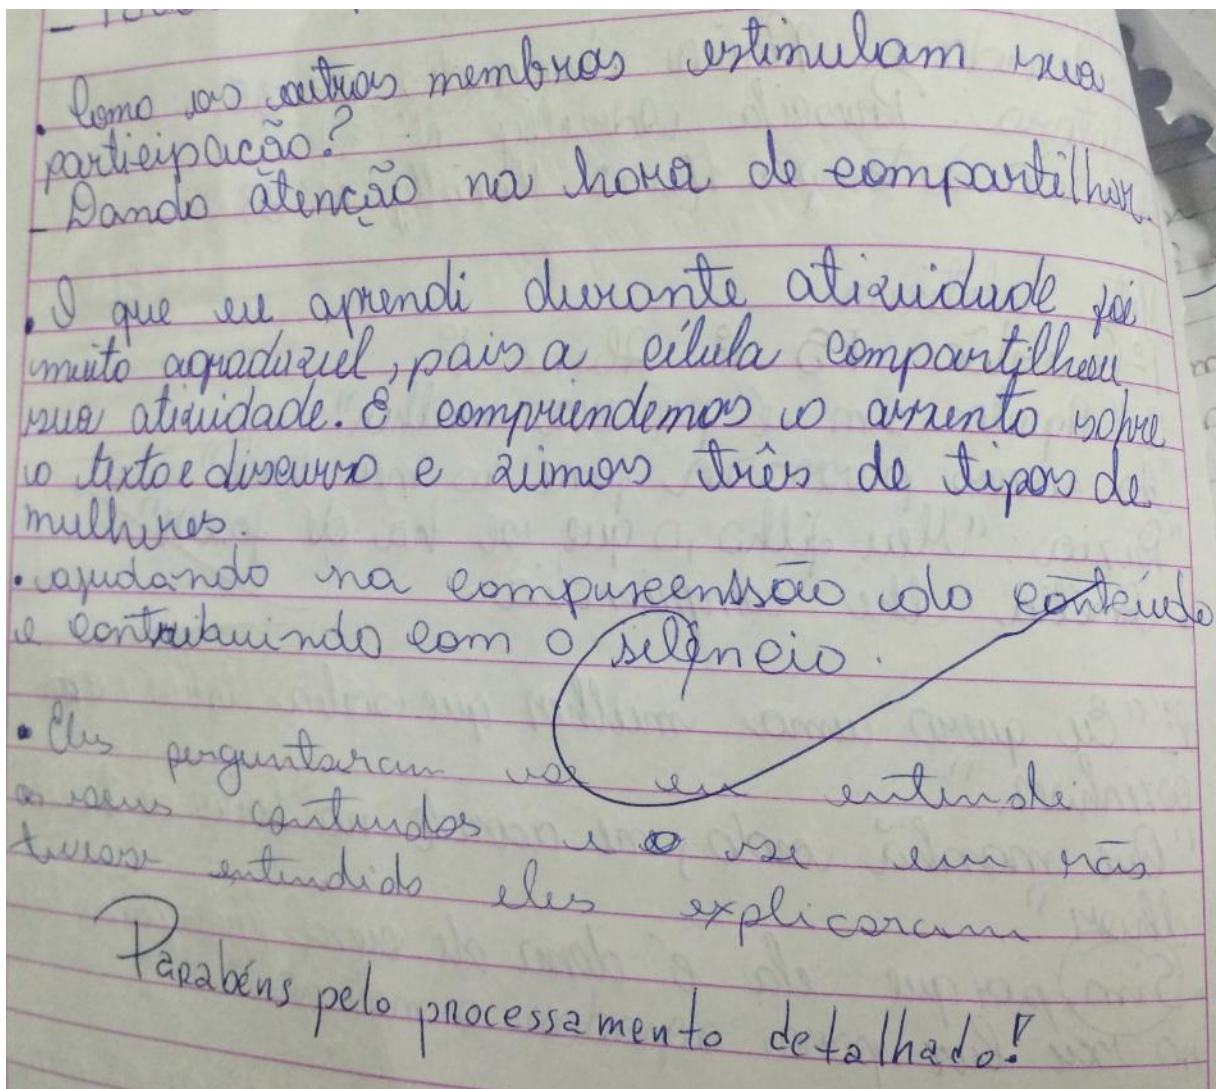 . Como os outros membros estimulam sua
participação?
- Dando atenção na hora de compartilhar.
. O que eu aprendi durante atividade foi
muito agradável, pois a célula compartilhou
sua atividade. E compreendemos o assunto sobre
o texto e discurso e vimos três de tipos de
mulheres.
. ajudando na compureensão do conteúdo
e contribuindo com o silêncio.
. Eles perguntaram se eu entende
os seus conteudos e se eu não
tivesse entendido eles explicaram
Parabéns pelo processamento detalhado!